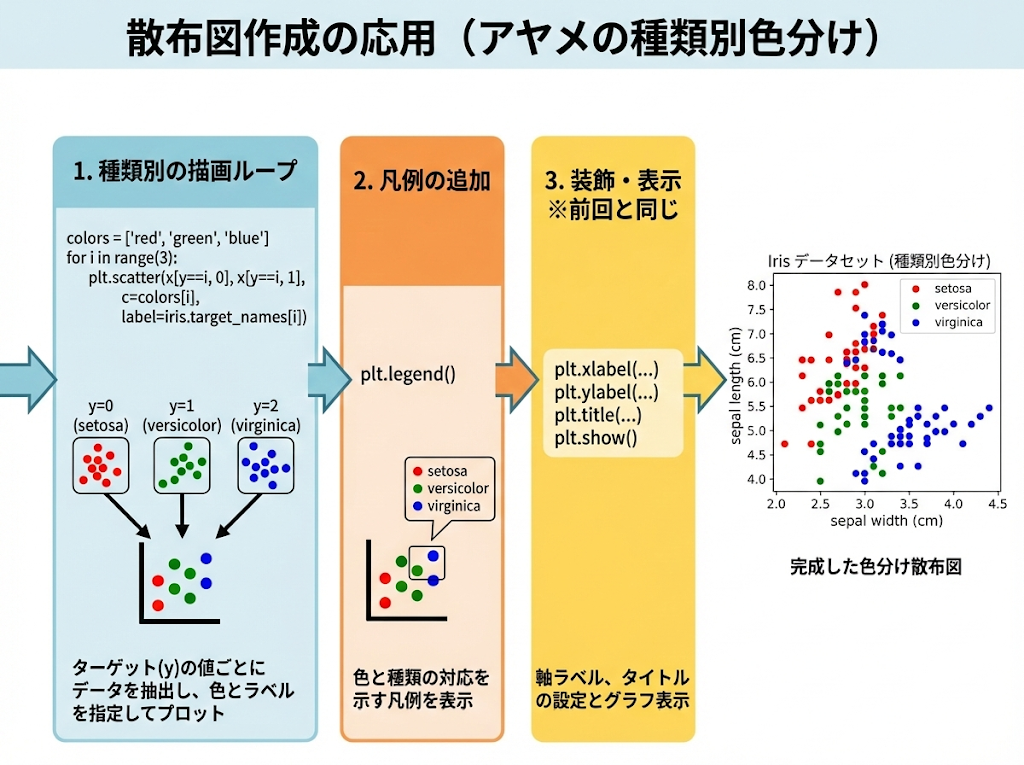 散布図作成の応用（アヤメの種類別色分け）
1. 種類別の描画ループ
colors = ['red', 'green', 'blue']
for i in range(3):
plt.scatter(x[y==i, 0], x[y==i, 1],
c=colors[i],
label=iris.target_names[i])
y=0
(setosa)
y=1
(versicolor)
y=2
(virginica)
ターゲット(y)の値ごとに
データを抽出し、色とラベル
を指定してプロット
2. 凡例の追加
plt.legend()
setosa
versicolor
virginica
色と種類の対応を
示す凡例を表示
3. 装飾・表示
※前回と同じ
plt.xlabel(...)
plt.ylabel(...)
plt.title(...)
plt.show()
軸ラベル、タイトル
の設定とグラフ表示
Iris データセット (種類別色分け)
setosa
versicolor
virginica
sepal length (cm)
8.0
7.5
7.0
6.5
6.0
5.5
5.0
4.5
4.0
2.0 2.5 3.0 3.5 4.0 4.5
sepal width (cm)
完成した色分け散布図